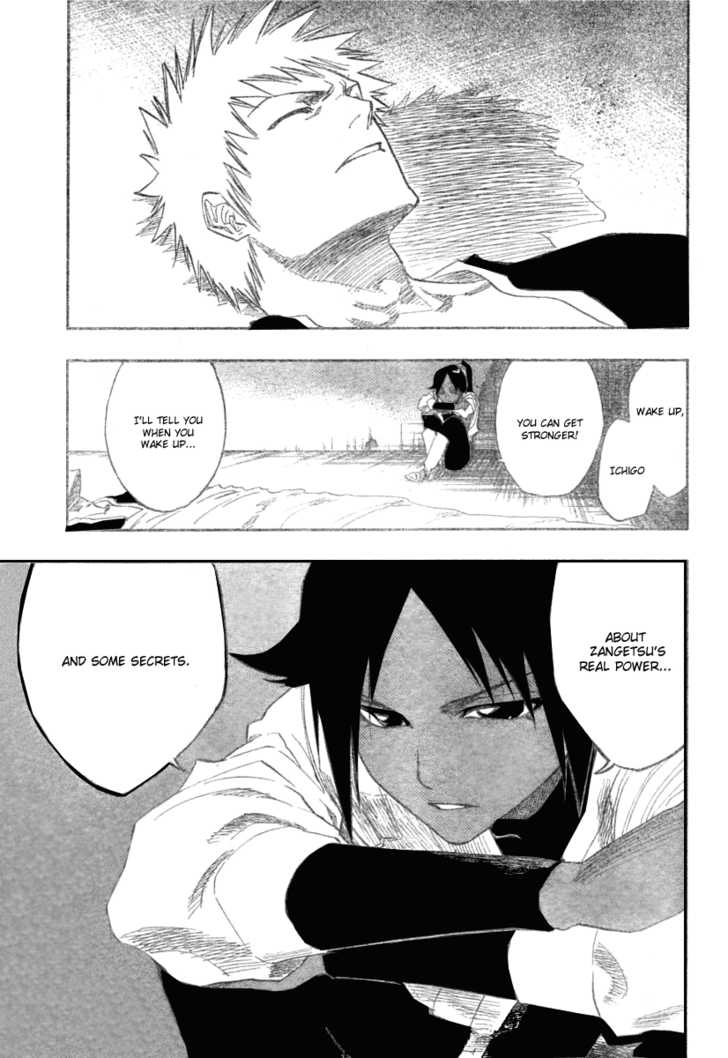 WAKE UP,
ICHIGO
YOU CAN GET
STRONGER!
I'LL TELL YOU
WHEN YOU
WAKE UP...
ABOUT
ZANGETSU'S
REAL POWER...
AND SOME SECRETS.